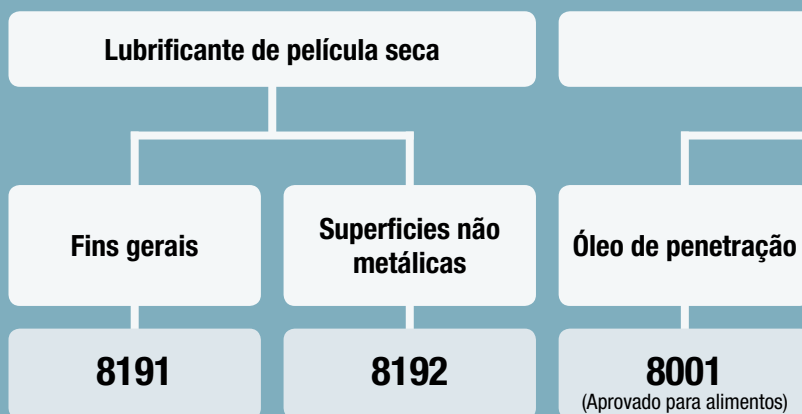 Lubrificante de película seca
Fins gerais
Superficies não
metálicas
Óleo de penetração
8191
8192
8001
(Aprovado para alimentos)